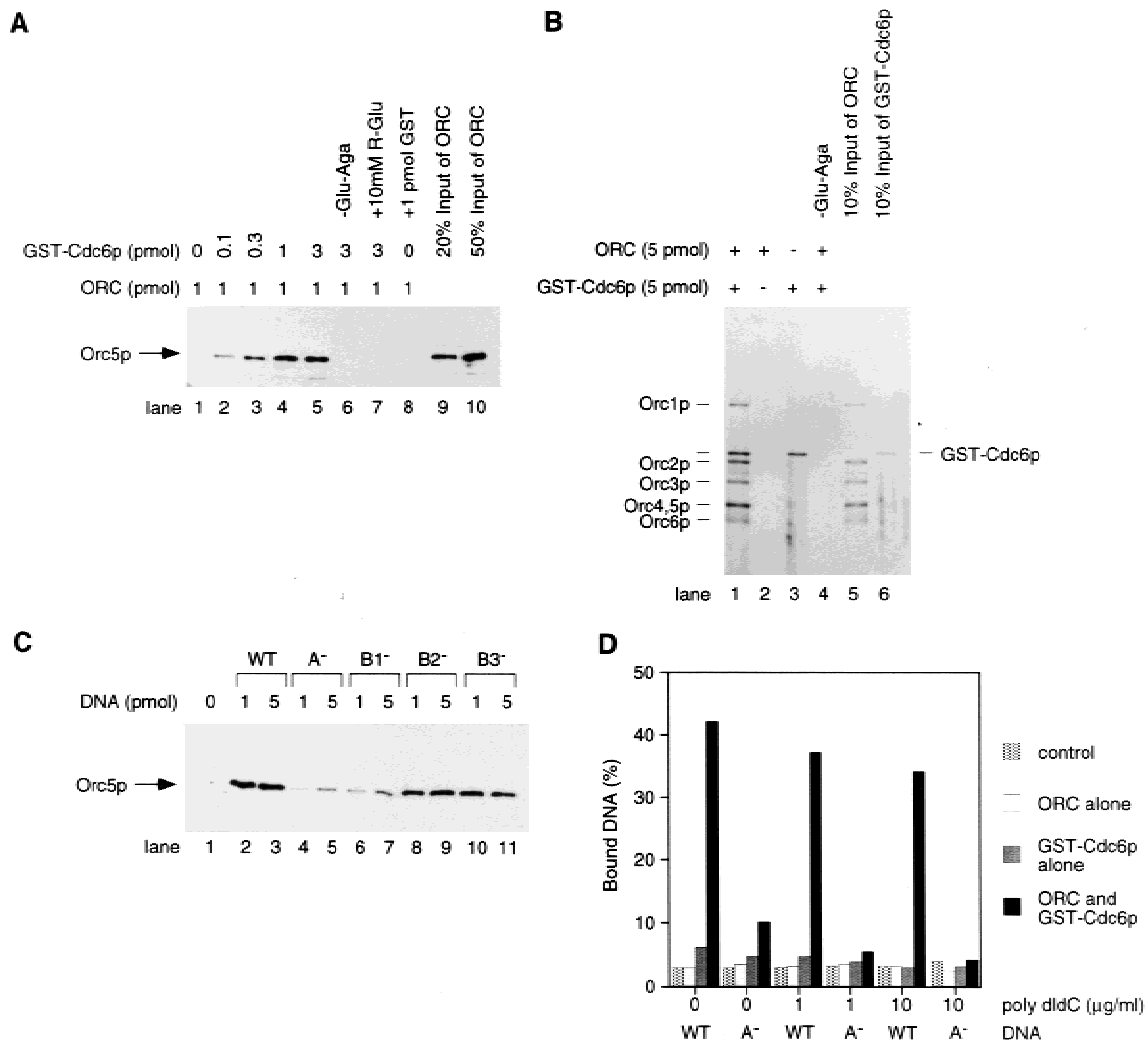 A
-Glu-Aga
+10mM R-Glu
+1 pmol GST
20% Input of ORC
50% Input of ORC
GST-Cdc6p (pmol) 0 0.1 0.3 1 3 3 3 0
ORC (pmol) 1 1 1 1 1 1 1 1
Orc5p
lane 1 2 3 4 5 6 7 8 9 10
B
-Glu-Aga
10% Input of ORC
10% Input of GST-Cdc6p
ORC (5 pmol) + + - +
GST-Cdc6p (5 pmol) + - + +
Orc1p
GST-Cdc6p
Orc2p
Orc3p
Orc4,5p
Orc6p
lane 1 2 3 4 5 6
C
WT A- B1- B2- B3-
DNA (pmol) 0 1 5 1 5 1 5 1 5 1 5
Orc5p
lane 1 2 3 4 5 6 7 8 9 10 11
D
Bound DNA (%)
50
40
30
20
10
0
control
ORC alone
GST-Cdc6p
alone
ORC and
GST-Cdc6p
0 0 1 1 10 10 poly dIdC (µg/ml)
WT A- WT A- WT A- DNA